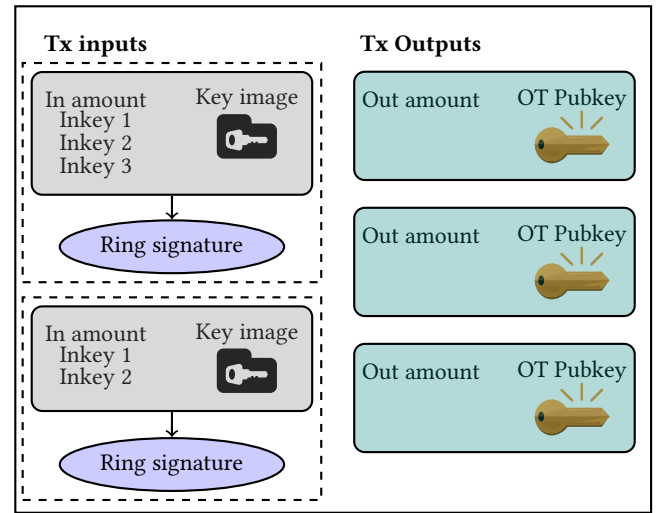 Tx inputs
In amount
Key image
Inkey 1
Inkey 2
Inkey 3
Ring signature
In amount
Key image
Inkey 1
Inkey 2
Ring signature
Tx Outputs
Out amount
OT Pubkey
Out amount
OT Pubkey
Out amount
OT Pubkey